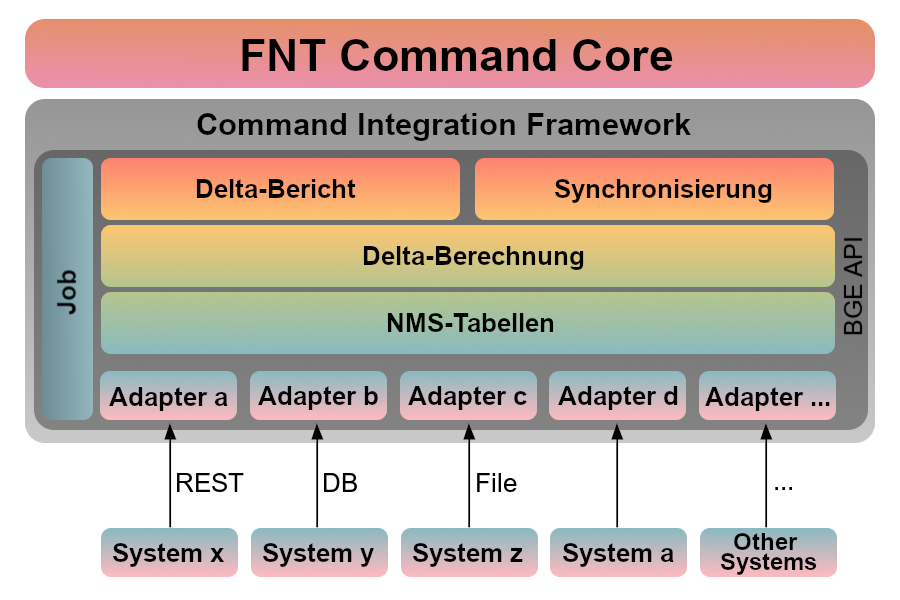 FNT Command Core
Command Integration Framework
Job
Delta-Bericht
Synchronisierung
Delta-Berechnung
NMS-Tabellen
BGE API
Adapter a
Adapter b
Adapter c
Adapter d
Adapter ...
REST
DB
File
...
System x
System y
System z
System a
Other
Systems